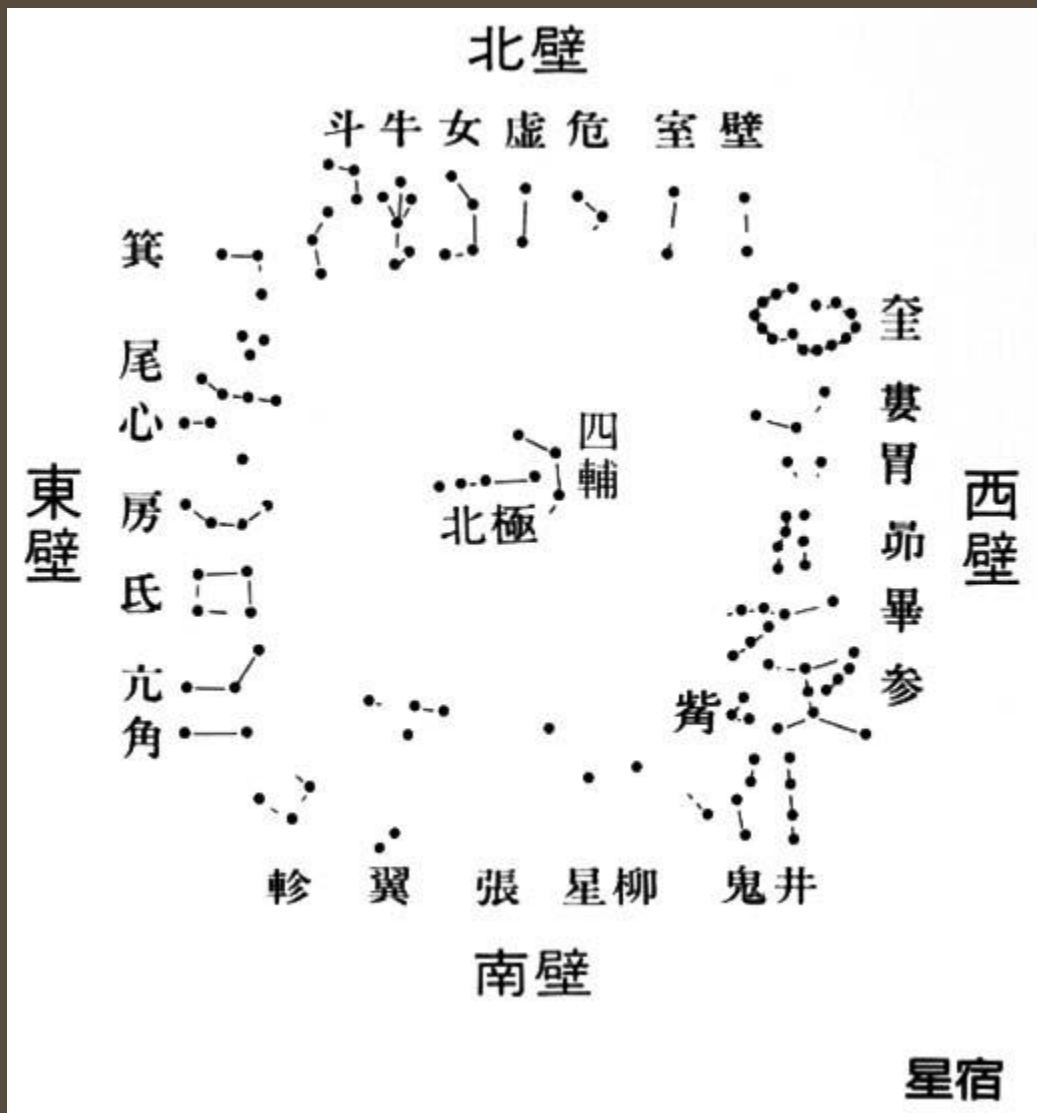 北壁
斗 牛 女 虚 危 室 壁
箕
尾
心
房
氐
亢
角
東壁
四輔
北極
奎
婁
胃
昴
畢
参
觜
西壁
軫 翼 張 星 柳 鬼 井
南壁
星宿